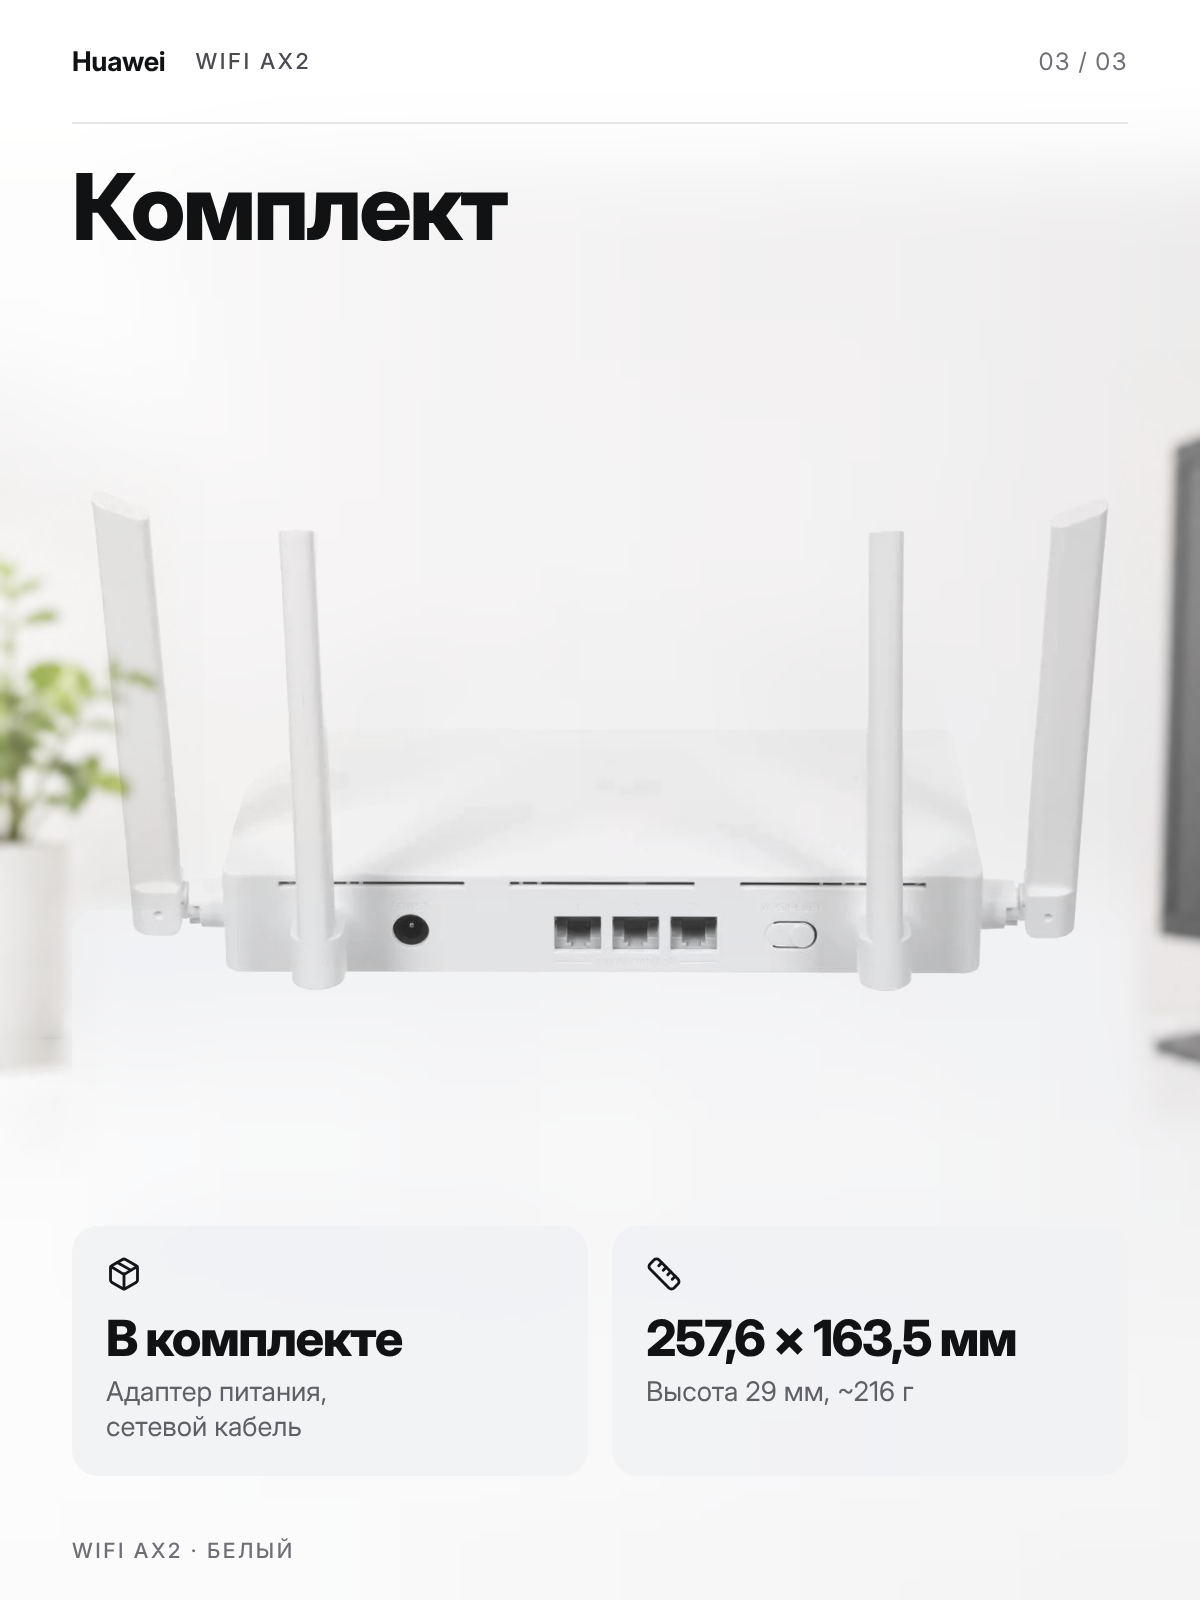 Huawei WIFI AX2 03 / 03
Комплект
В комплекте
Адаптер питания,
сетевой кабель
257,6 × 163,5 мм
Высота 29 мм, ~216 г
WIFI AX2 · БЕЛЫЙ